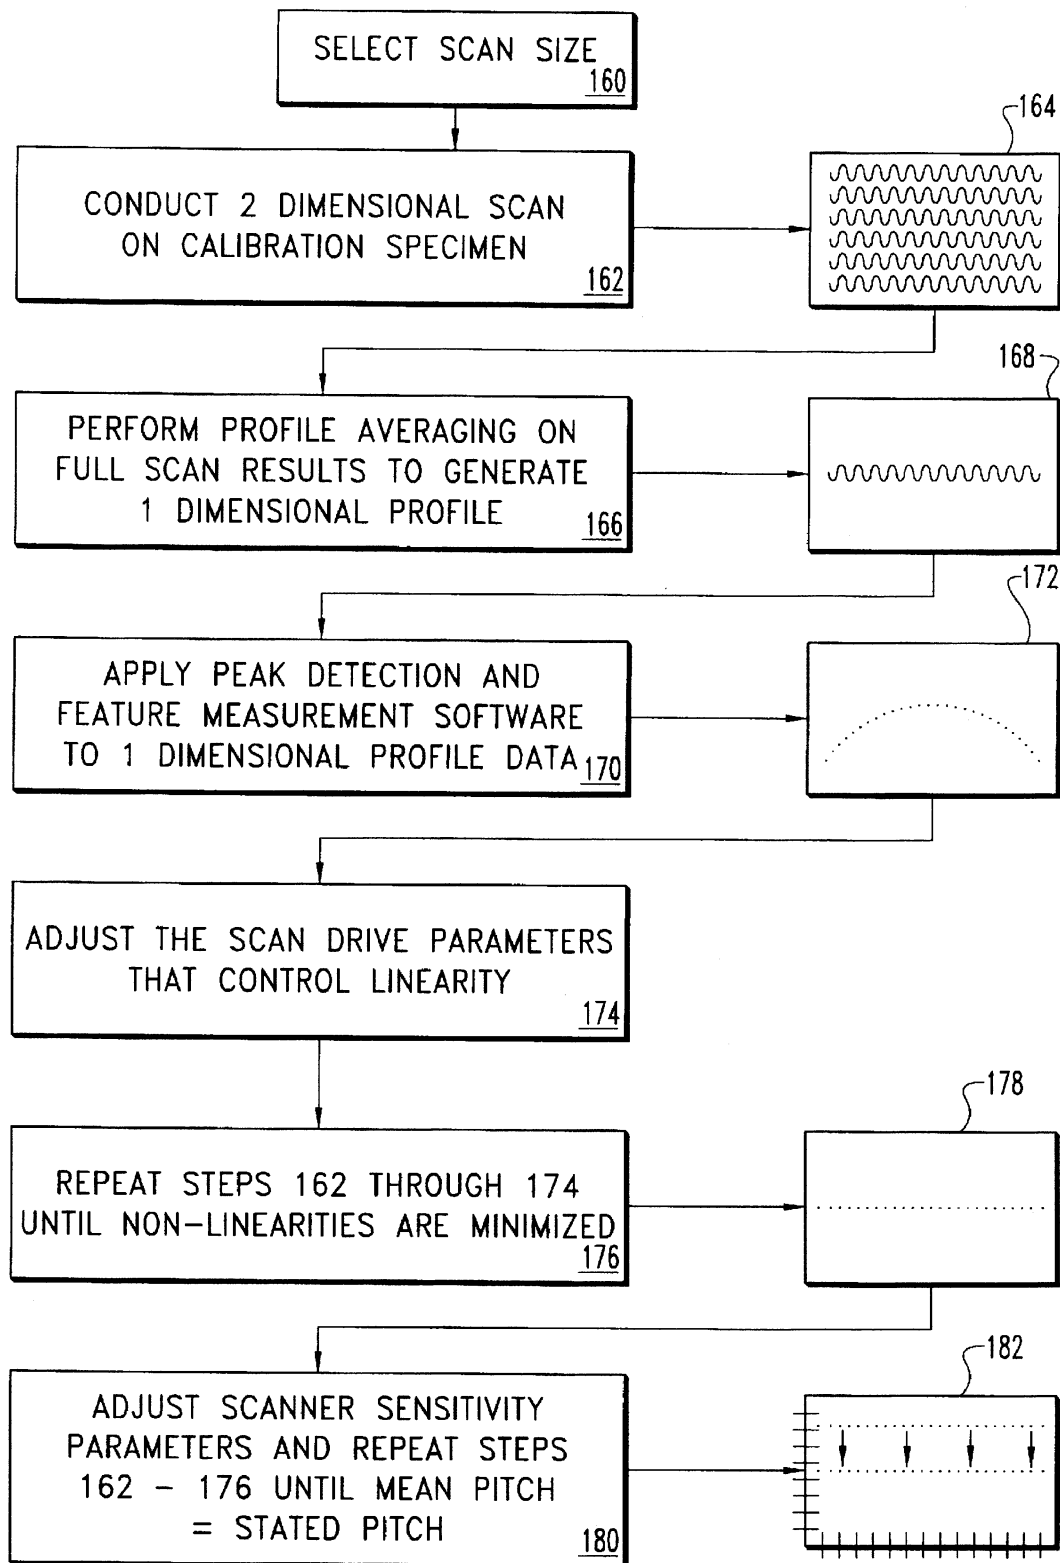 SELECT SCAN SIZE
160
164
CONDUCT 2 DIMENSIONAL SCAN
ON CALIBRATION SPECIMEN
162
168
PERFORM PROFILE AVERAGING ON
FULL SCAN RESULTS TO GENERATE
1 DIMENSIONAL PROFILE
166
172
APPLY PEAK DETECTION AND
FEATURE MEASUREMENT SOFTWARE
TO 1 DIMENSIONAL PROFILE DATA
170
ADJUST THE SCAN DRIVE PARAMETERS
THAT CONTROL LINEARITY
174
178
REPEAT STEPS 162 THROUGH 174
UNTIL NON-LINEARITIES ARE MINIMIZED
176
182
ADJUST SCANNER SENSITIVITY
PARAMETERS AND REPEAT STEPS
162 - 176 UNTIL MEAN PITCH
= STATED PITCH
180